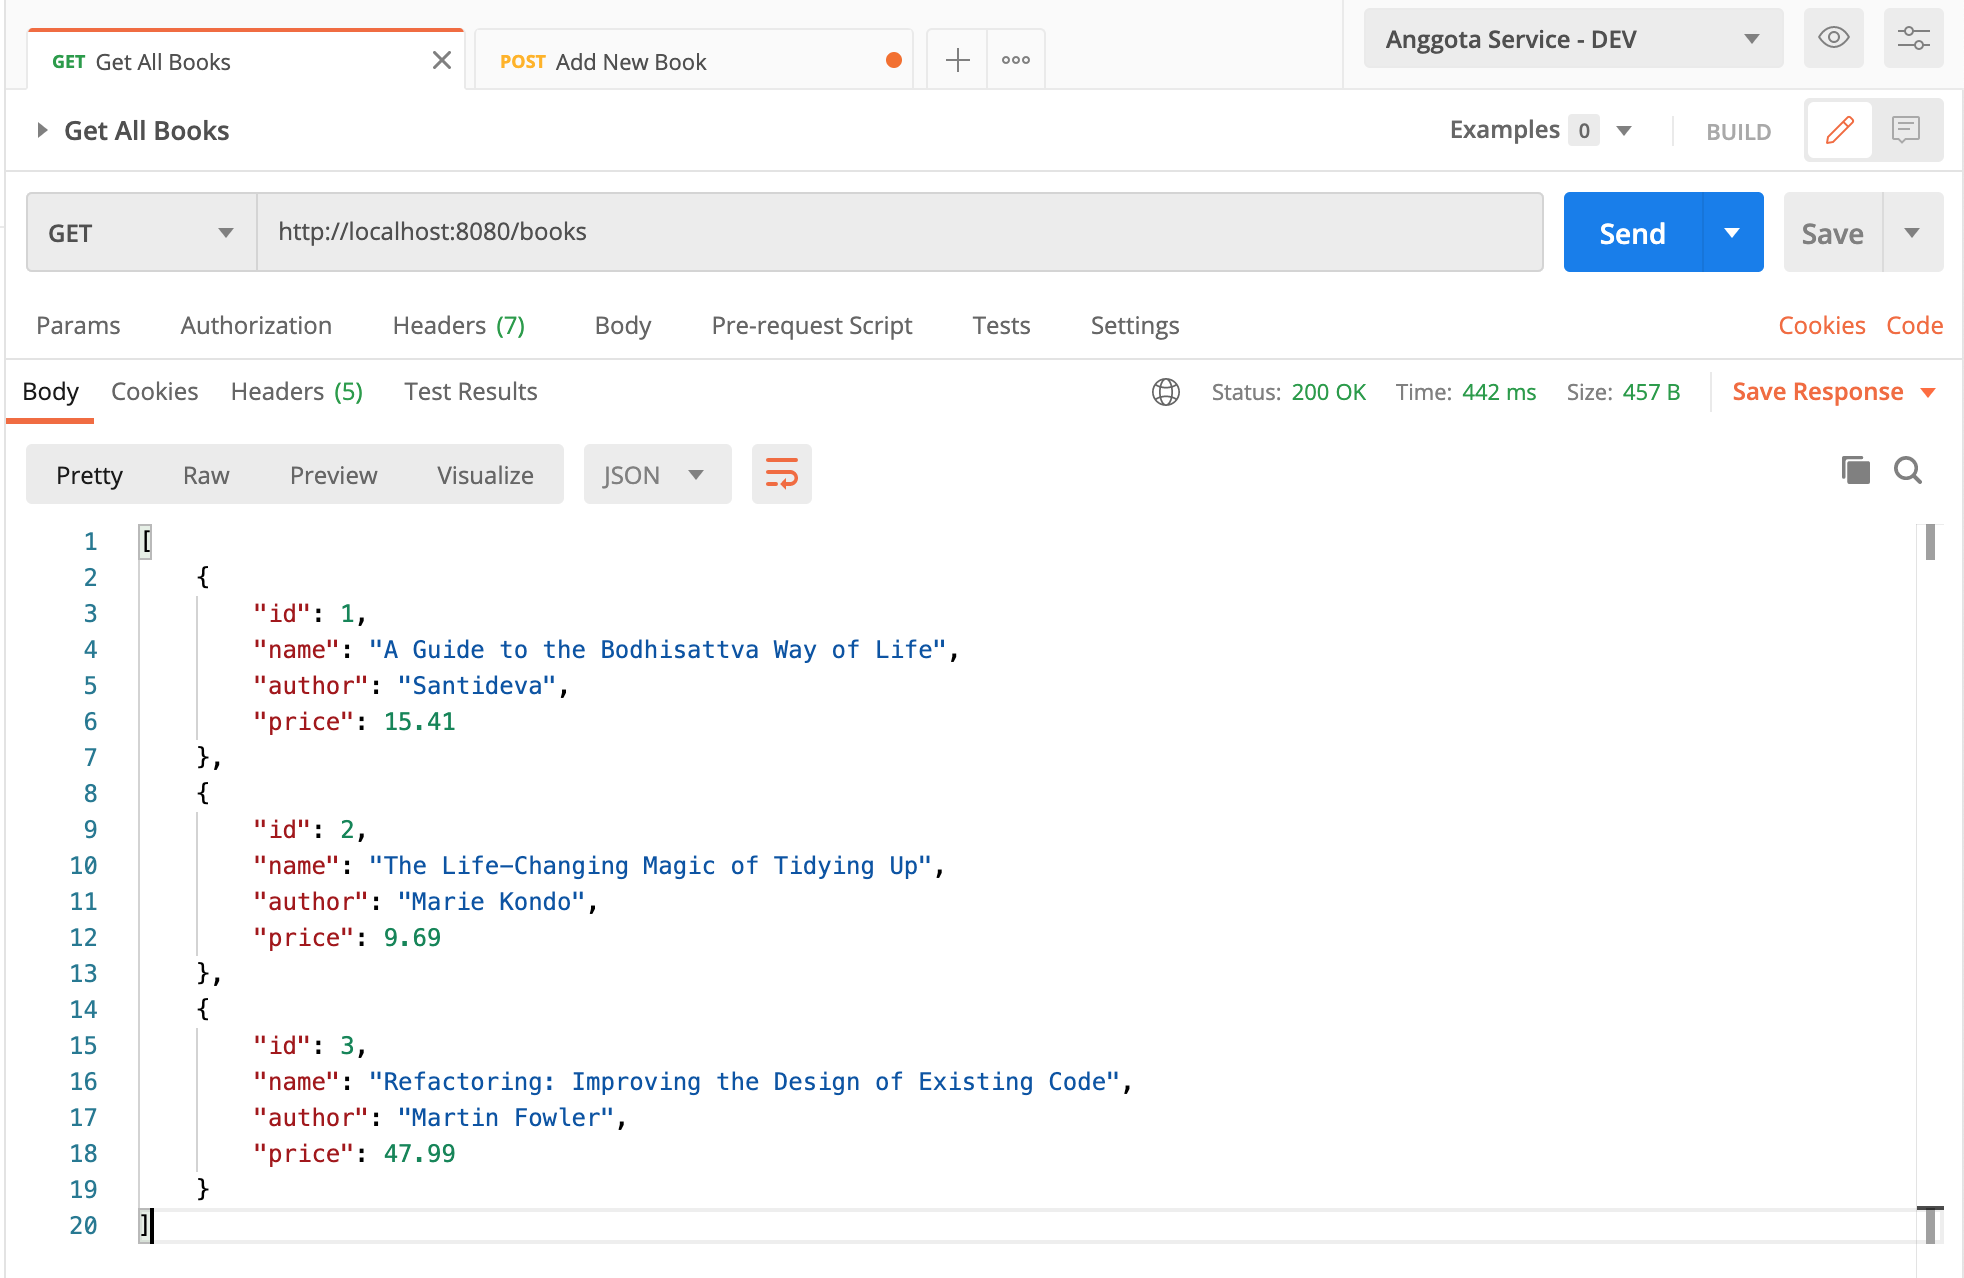 GET Get All Books
POST Add New Book
Anggota Service - DEV
Get All Books
Examples 0
BUILD
GET
http://localhost:8080/books
Send
Save
Params Authorization Headers (7) Body Pre-request Script Tests Settings Cookies Code
Body Cookies Headers (5) Test Results Status: 200 OK Time: 442 ms Size: 457 B Save Response
Pretty Raw Preview Visualize JSON
1 [
2 {
3 "id": 1,
4 "name": "A Guide to the Bodhisattva Way of Life",
5 "author": "Santideva",
6 "price": 15.41
7 },
8 {
9 "id": 2,
10 "name": "The Life-Changing Magic of Tidying Up",
11 "author": "Marie Kondo",
12 "price": 9.69
13 },
14 {
15 "id": 3,
16 "name": "Refactoring: Improving the Design of Existing Code",
17 "author": "Martin Fowler",
18 "price": 47.99
19 }
20 ]